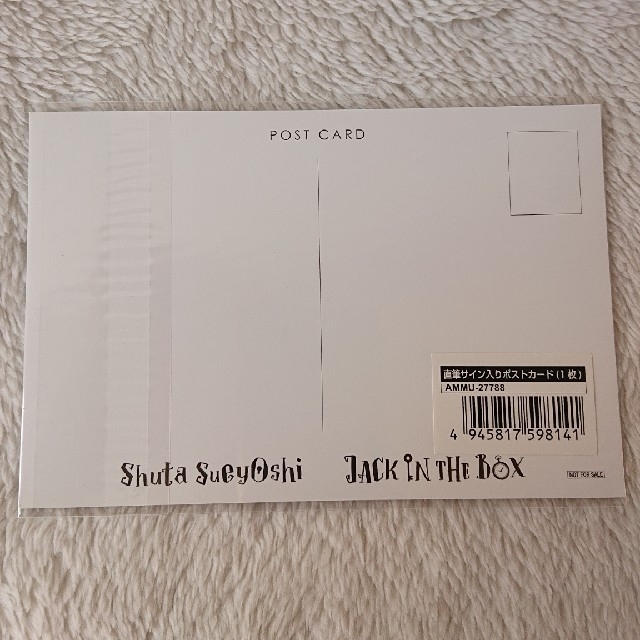 POST CARD
直筆サイン入りポストカード(1枚)
AMMU-27788
4 945817 598141
Shuta SueyOshi JACK iN THE BOX
NOT FOR SALE